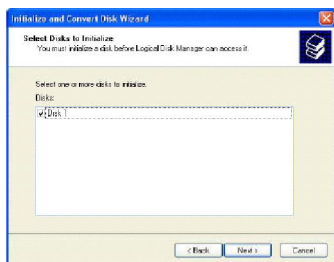 Initialize and Convert Disk Wizard
Select Disks to Initialize
You must initialize a disk before Logical Disk Manager can access it.
Select one or more disks to initialize.
Disks:
Disk 1
< Back
Next >
Cancel